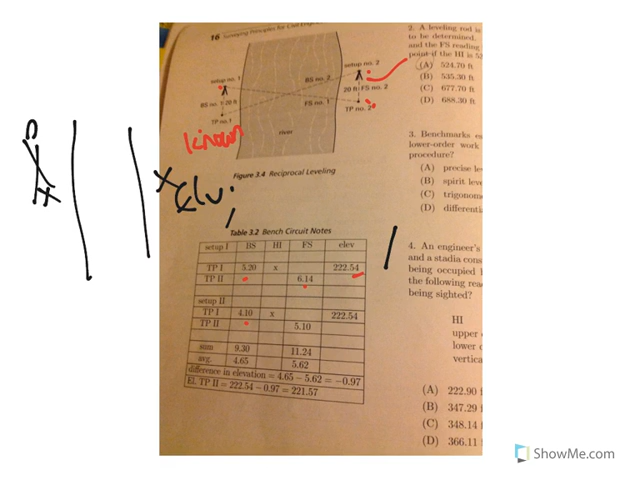 16 Surveying Principles for Civil Engi
setup no. 1
setup no. 2
BS no. 2
BS no. 1 20 ft
20 ft FS no. 2
FS no. 1
TP no. 1
TP no. 2
river
known
Figure 3.4 Reciprocal Leveling
elv.
Table 3.2 Bench Circuit Notes
setup I BS HI FS elev
TP I 5.20 x 222.54
TP II 6.14
setup II
TP I 4.10 x 222.54
TP II 5.10
sum 9.30 11.24
avg. 4.65 5.62
difference in elevation = 4.65 − 5.62 = −0.97
El. TP II = 222.54 − 0.97 = 221.57
2. A leveling rod is
to be determined.
and the FS reading
point if the HI is 52
(A) 524.70 ft
(B) 535.30 ft
(C) 677.70 ft
(D) 688.30 ft
3. Benchmarks es
lower-order work
procedure?
(A) precise le
(B) spirit leve
(C) trigonom
(D) differenti
4. An engineer's
and a stadia cons
being occupied
the following rea
being sighted?
HI
upper
lower
vertica
(A) 222.90 f
(B) 347.29 f
(C) 348.14 f
(D) 366.11 f
ShowMe.com